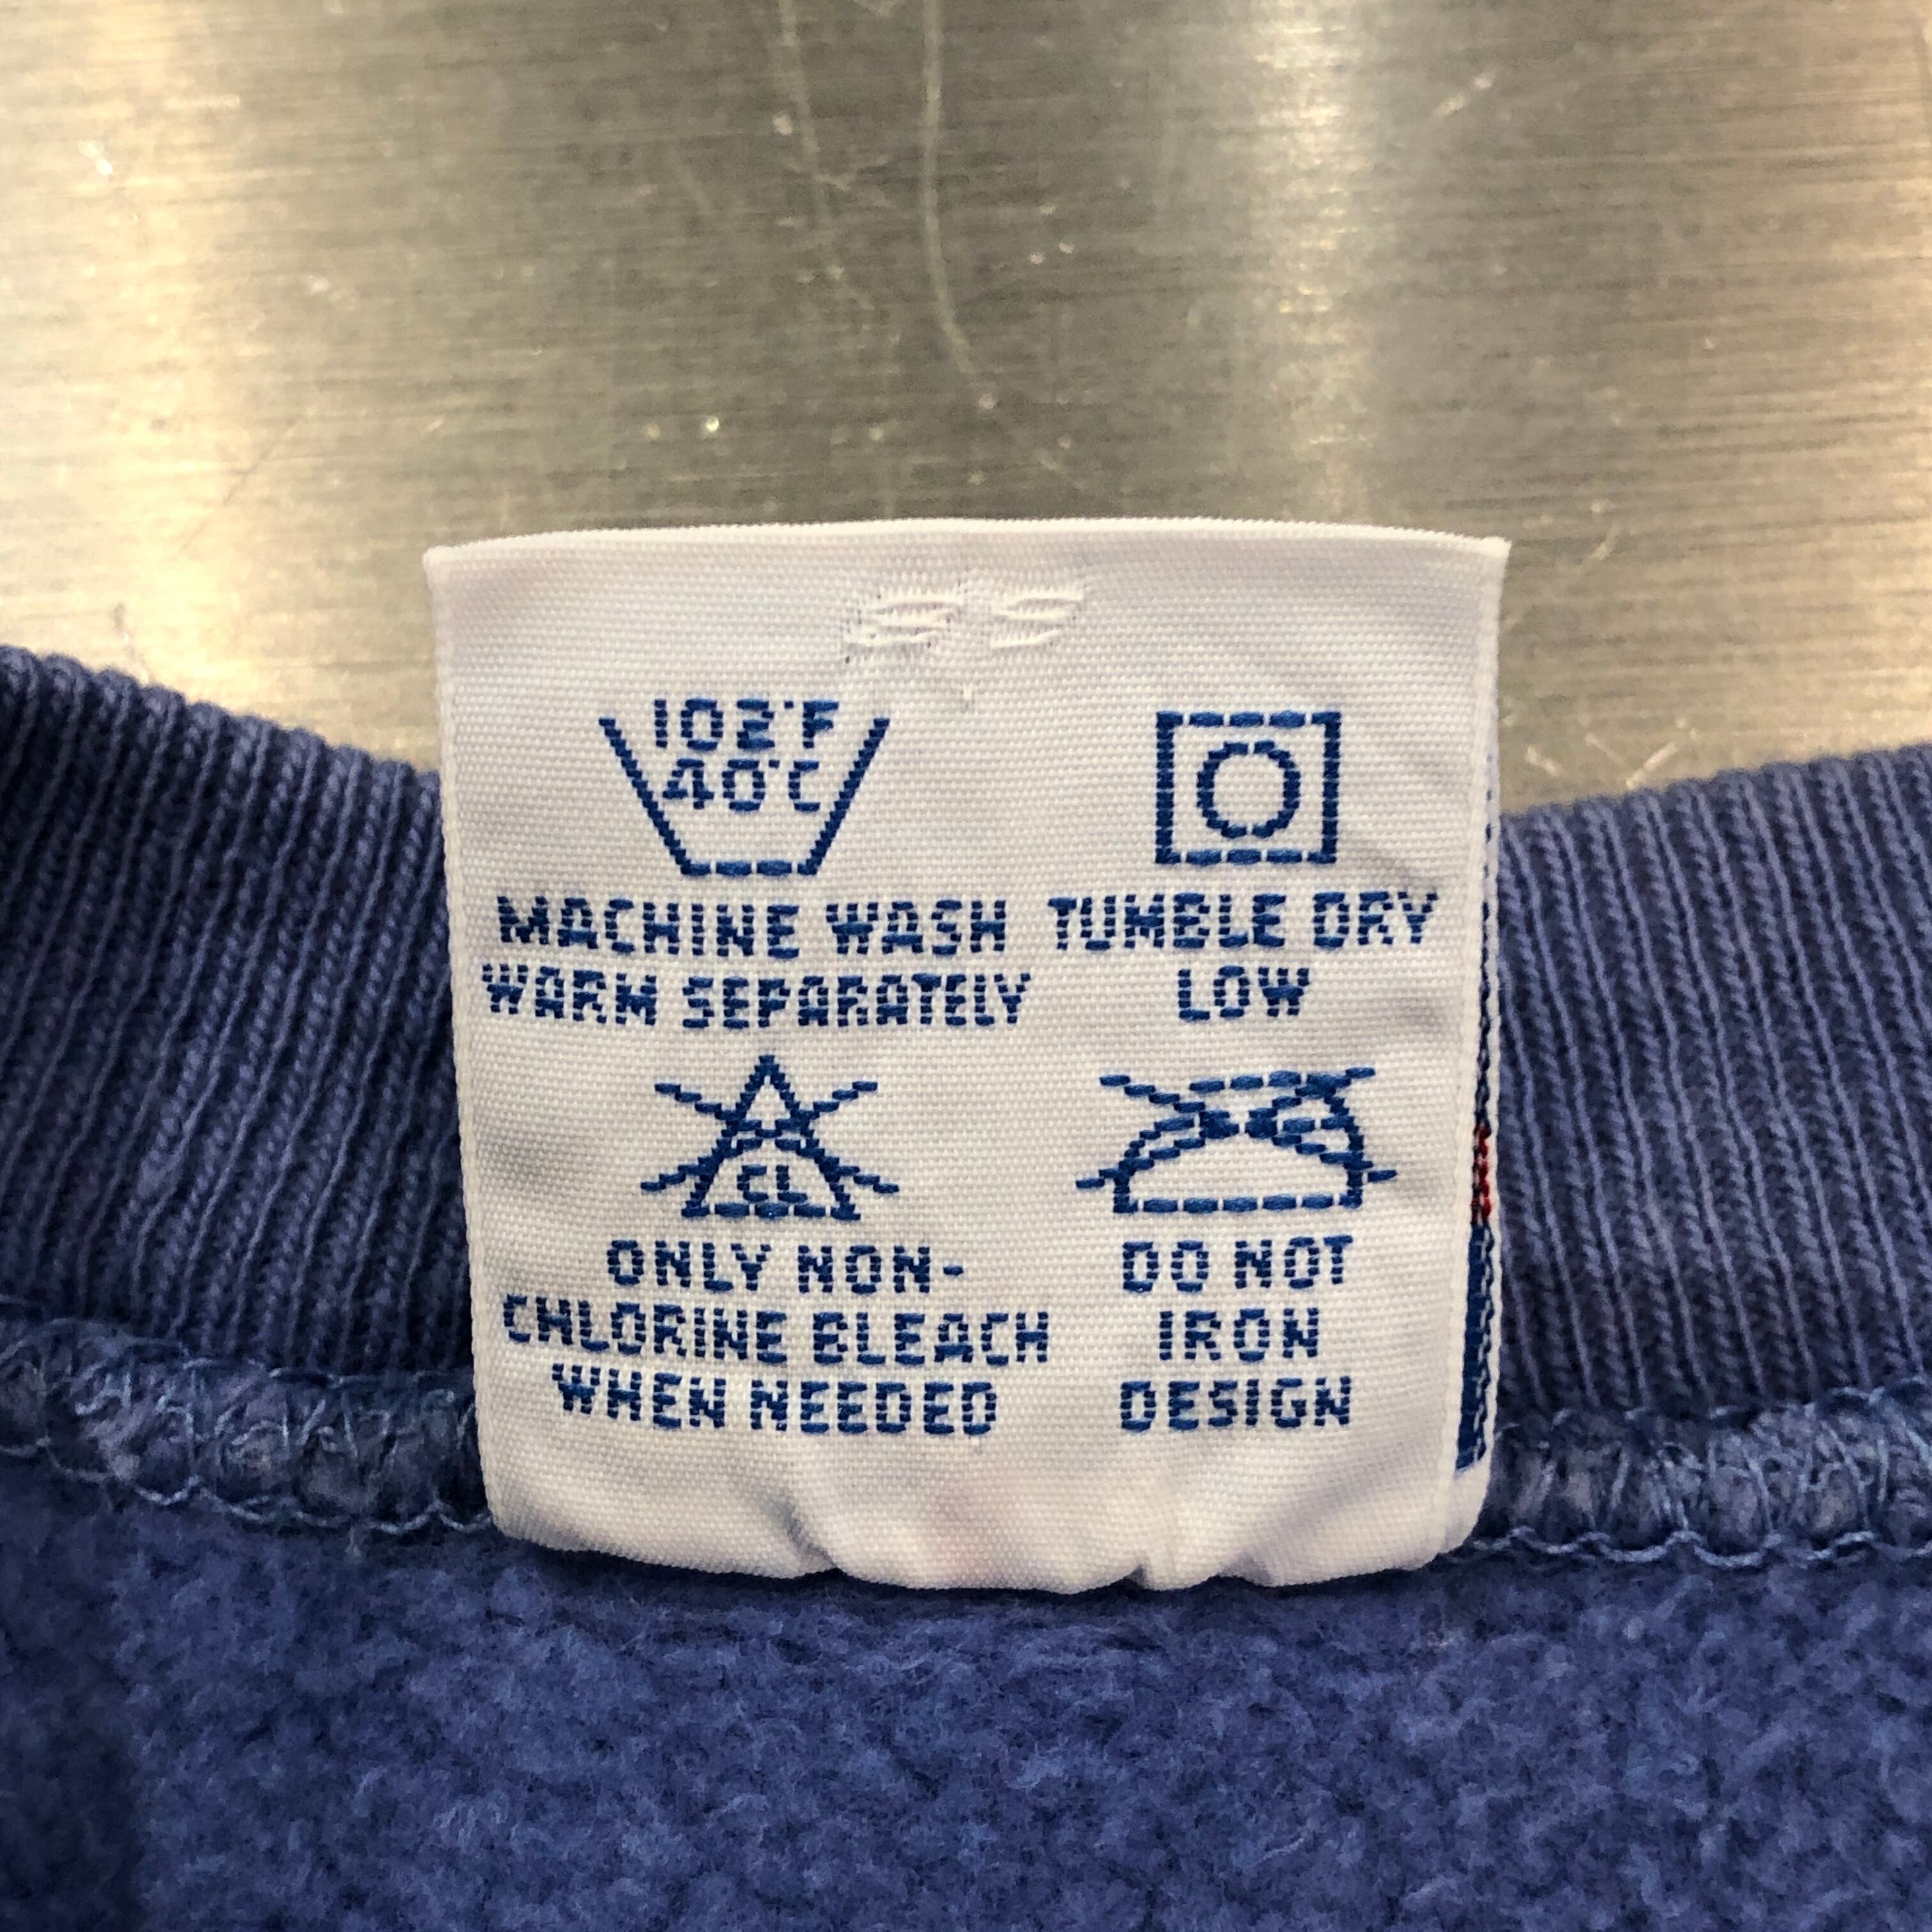 102°F
40°C
MACHINE WASH
WARM SEPARATELY
TUMBLE DRY
LOW
CL
ONLY NON-
CHLORINE BLEACH
WHEN NEEDED
DO NOT
IRON
DESIGN